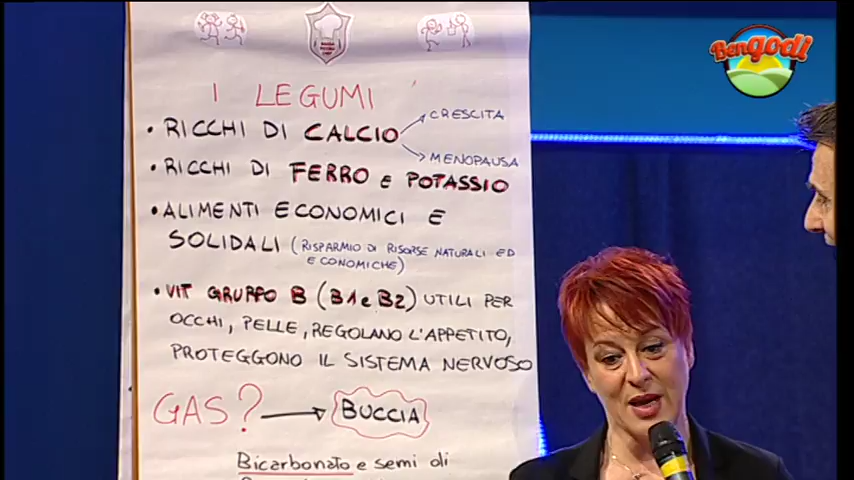 Bengodi
I LEGUMI
• RICCHI DI CALCIO
CRESCITA
MENOPAUSA
• RICCHI DI FERRO E POTASSIO
• ALIMENTI ECONOMICI E
SOLIDALI (RISPARMIO DI RISORSE NATURALI ED
ECONOMICHE)
• VIT GRUPPO B (B1 e B2) UTILI PER
OCCHI, PELLE, REGOLANO L'APPETITO,
PROTEGGONO IL SISTEMA NERVOSO
GAS? BUCCIA
Bicarbonato e semi di